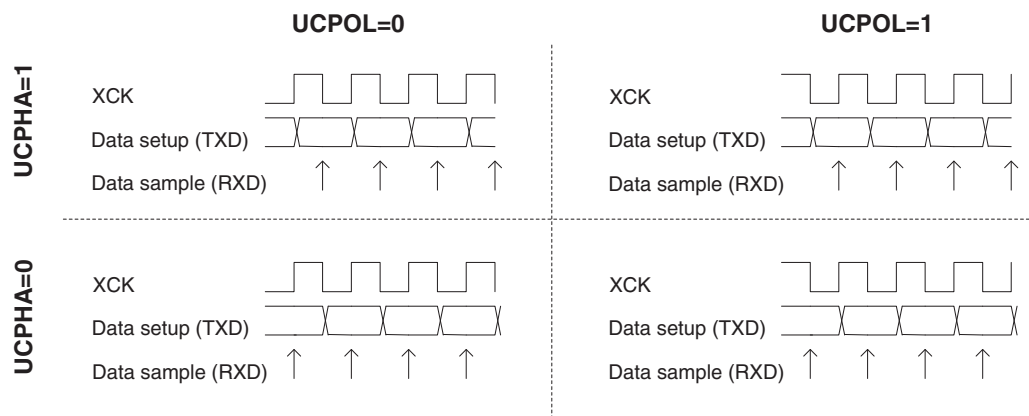 UCPOL=0
UCPOL=1
UCPHA=1
XCK
Data setup (TXD)
Data sample (RXD)
XCK
Data setup (TXD)
Data sample (RXD)
UCPHA=0
XCK
Data setup (TXD)
Data sample (RXD)
XCK
Data setup (TXD)
Data sample (RXD)